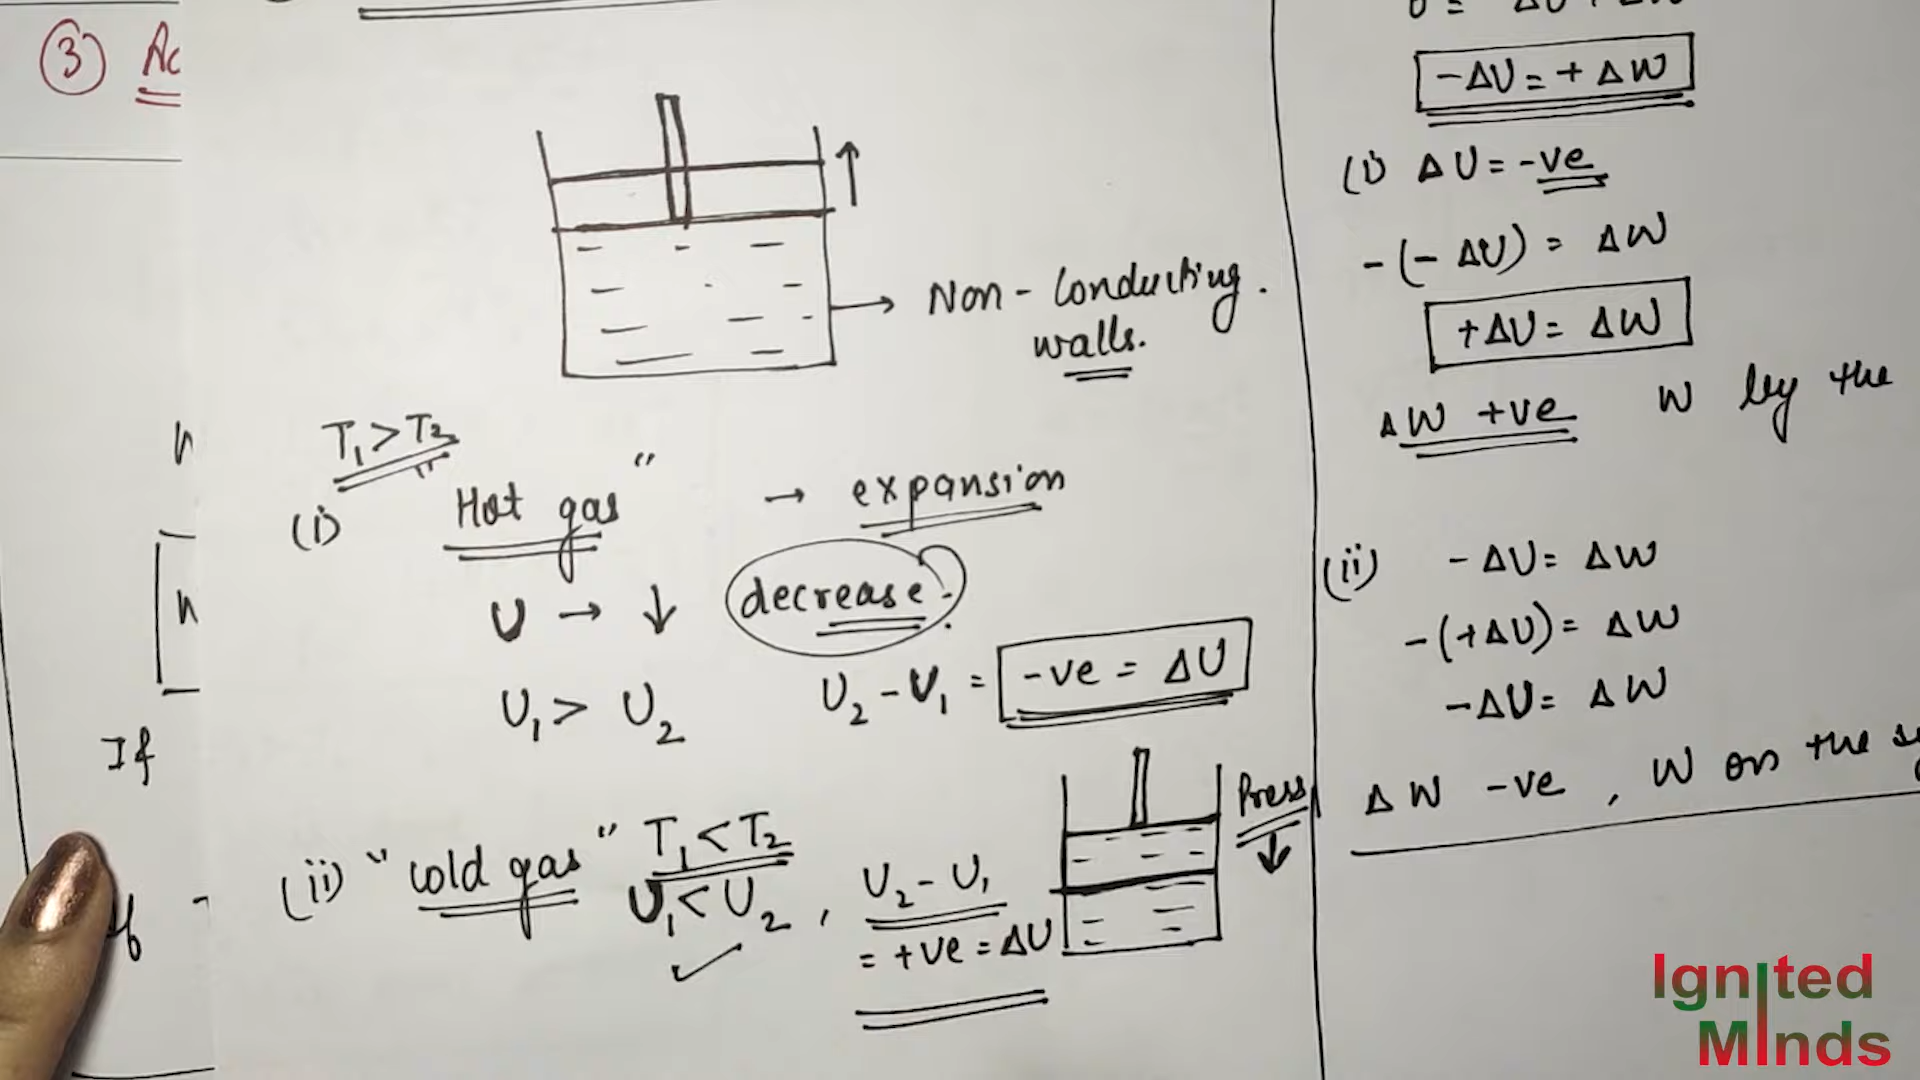 ③ Ac
Non-Conducting.
walls.
T₁>T₂
(i) "Hot gas" → expansion
U → ↓ decrease.
U₁ > U₂ U₂ - U₁ = -ve = ΔU
(ii) "Cold gas" T₁<T₂
U₁<U₂ , U₂ - U₁
= +ve = ΔU
Press
↓
If
-ΔU = + ΔW
(i) ΔU = -ve
-(- ΔU) = ΔW
+ΔU = ΔW
ΔW +ve W by the
(ii) -ΔU = ΔW
-(+ΔU) = ΔW
-ΔU = ΔW
ΔW -ve , W on the
Ignited
Minds